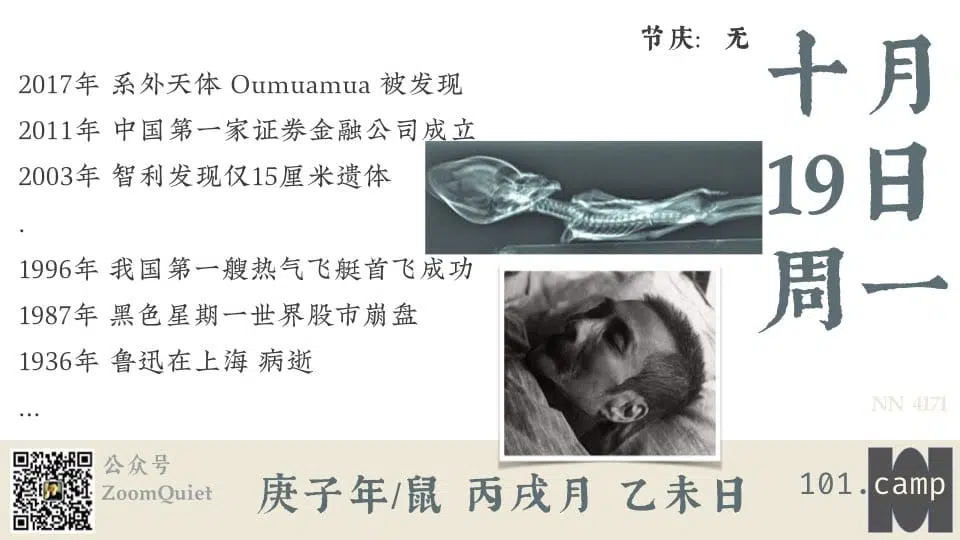 节庆: 无
十月
19日
周一
2017年 系外天体 Oumuamua 被发现
2011年 中国第一家证券金融公司成立
2003年 智利发现仅15厘米遗体
.
1996年 我国第一艘热气飞艇首飞成功
1987年 黑色星期一世界股市崩盘
1936年 鲁迅在上海 病逝
...
NN 4171
公众号
ZoomQuiet
庚子年/鼠 丙戌月 乙未日
101.camp